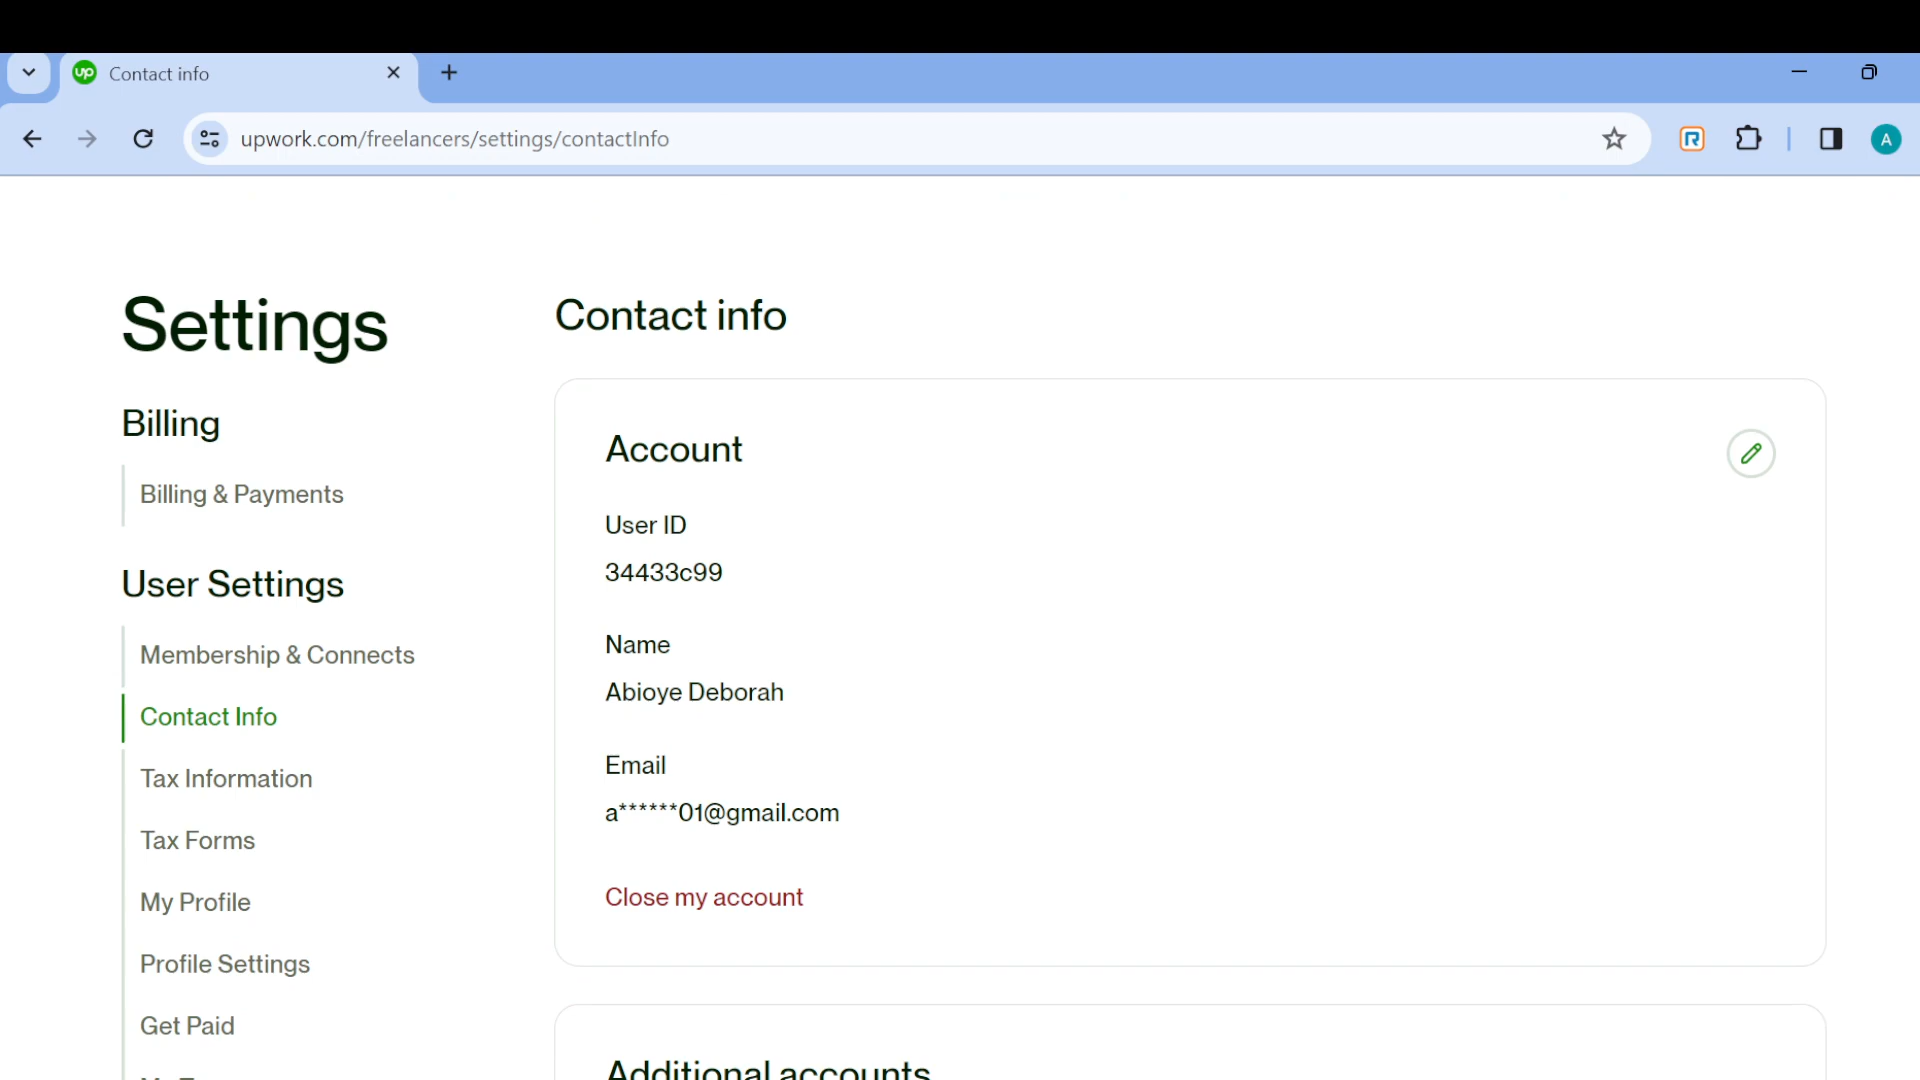 up Contact info
upwork.com/freelancers/settings/contactInfo
A
Settings
Billing
Billing & Payments
User Settings
Membership & Connects
Contact Info
Tax Information
Tax Forms
My Profile
Profile Settings
Get Paid
Contact info
Account
User ID
34433c99
Name
Abioye Deborah
Email
a******01@gmail.com
Close my account
Additional accounts